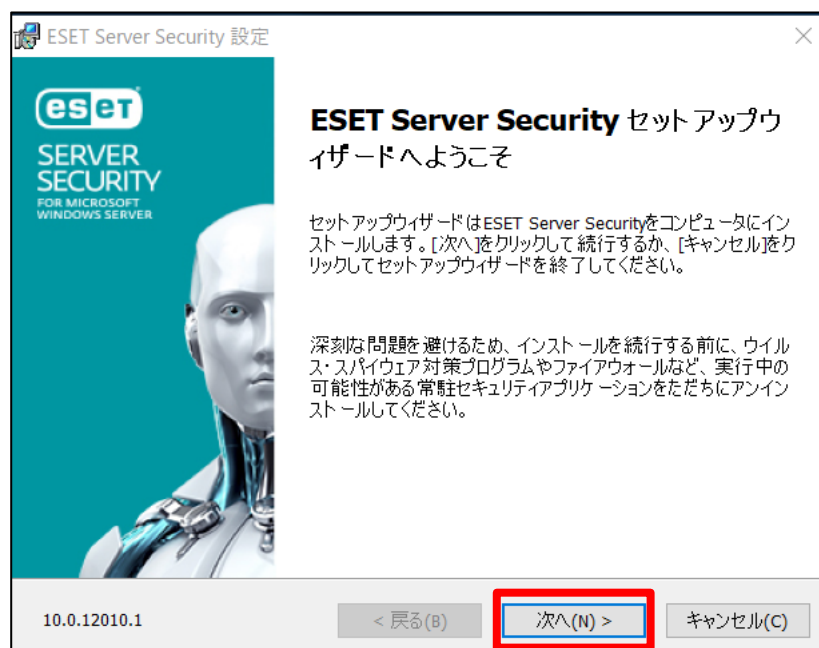 ESET Server Security 設定
eset
SERVER
SECURITY
FOR MICROSOFT
WINDOWS SERVER
ESET Server Security セットアップウ
ィザードへようこそ
セットアップウィザードはESET Server Securityをコンピュータにイン
ストールします。[次へ]をクリックして続行するか、[キャンセル]をク
リックしてセットアップウィザードを終了してください。
深刻な問題を避けるため、インストールを続行する前に、ウイル
ス・スパイウェア対策プログラムやファイアウォールなど、実行中の
可能性がある常駐セキュリティアプリケーションをただちにアンイン
ストールしてください。
10.0.12010.1
< 戻る(B)
次へ(N) >
キャンセル(C)